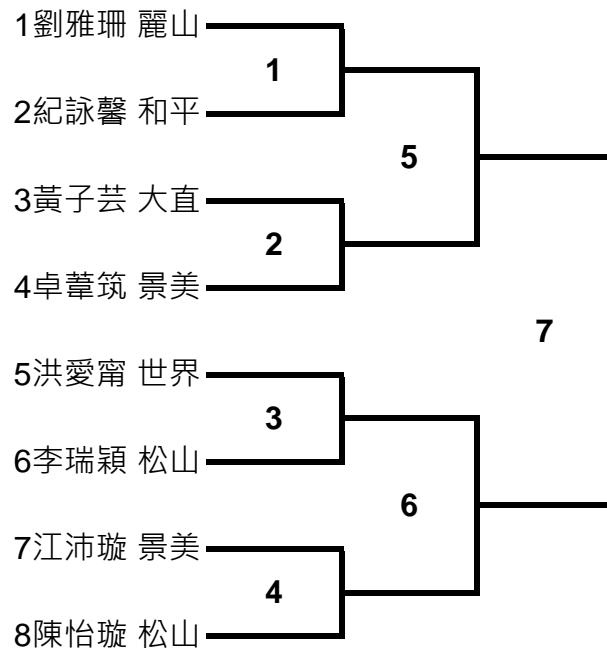 1劉雅珊 麗山
1
2紀詠馨 和平
5
3黃子芸 大直
2
4卓葦筑 景美
7
5洪愛甯 世界
3
6李瑞穎 松山
6
7江沛璇 景美
4
8陳怡璇 松山